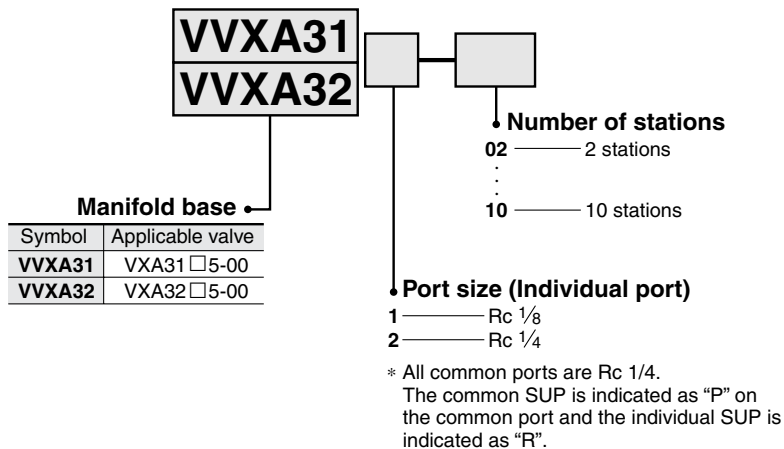 VVXA31
VVXA32
Number of stations
02 2 stations
10 10 stations
Manifold base
Symbol Applicable valve
VVXA31 VXA31□5-00
VVXA32 VXA32□5-00
Port size (Individual port)
1 Rc 1/8
2 Rc 1/4
* All common ports are Rc 1/4.
The common SUP is indicated as “P” on
the common port and the individual SUP is
indicated as “R”.